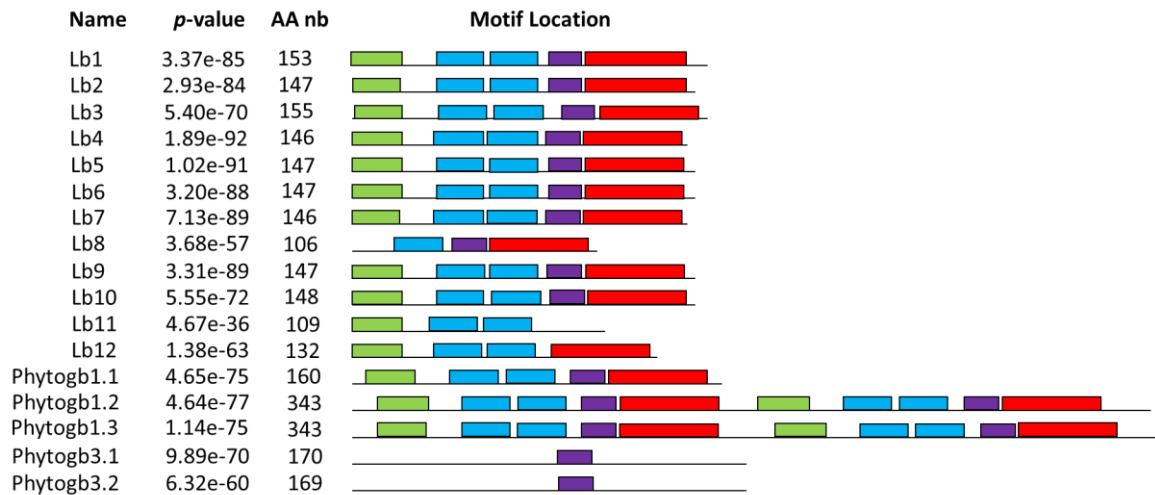 Name p-value AA nb Motif Location
Lb1 3.37e-85 153
Lb2 2.93e-84 147
Lb3 5.40e-70 155
Lb4 1.89e-92 146
Lb5 1.02e-91 147
Lb6 3.20e-88 147
Lb7 7.13e-89 146
Lb8 3.68e-57 106
Lb9 3.31e-89 147
Lb10 5.55e-72 148
Lb11 4.67e-36 109
Lb12 1.38e-63 132
Phytogb1.1 4.65e-75 160
Phytogb1.2 4.64e-77 343
Phytogb1.3 1.14e-75 343
Phytogb3.1 9.89e-70 170
Phytogb3.2 6.32e-60 169